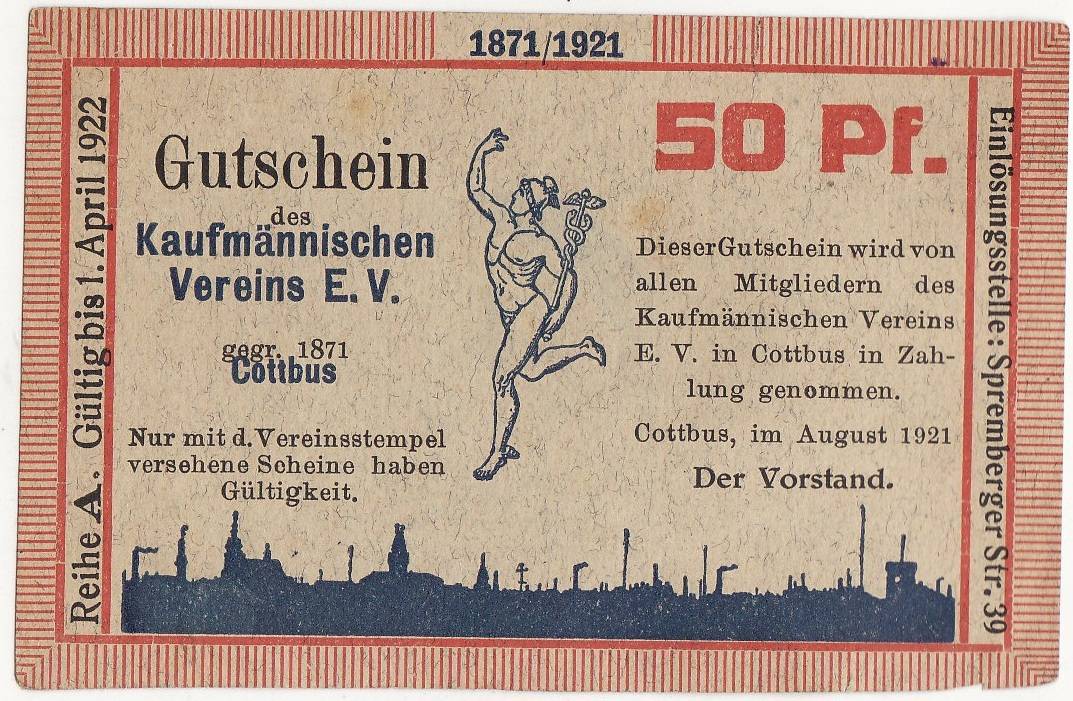 1871/1921
Reihe A. Gültig bis 1. April 1922
Gutschein
des
Kaufmännischen
Vereins E. V.
gegr. 1871
Cottbus
Nur mit d. Vereinsstempel
versehene Scheine haben
Gültigkeit.
50 Pf.
Dieser Gutschein wird von
allen Mitgliedern des
Kaufmännischen Vereins
E. V. in Cottbus in Zah-
lung genommen.
Cottbus, im August 1921
Der Vorstand.
Einlösungsstelle: Spremberger Str. 39